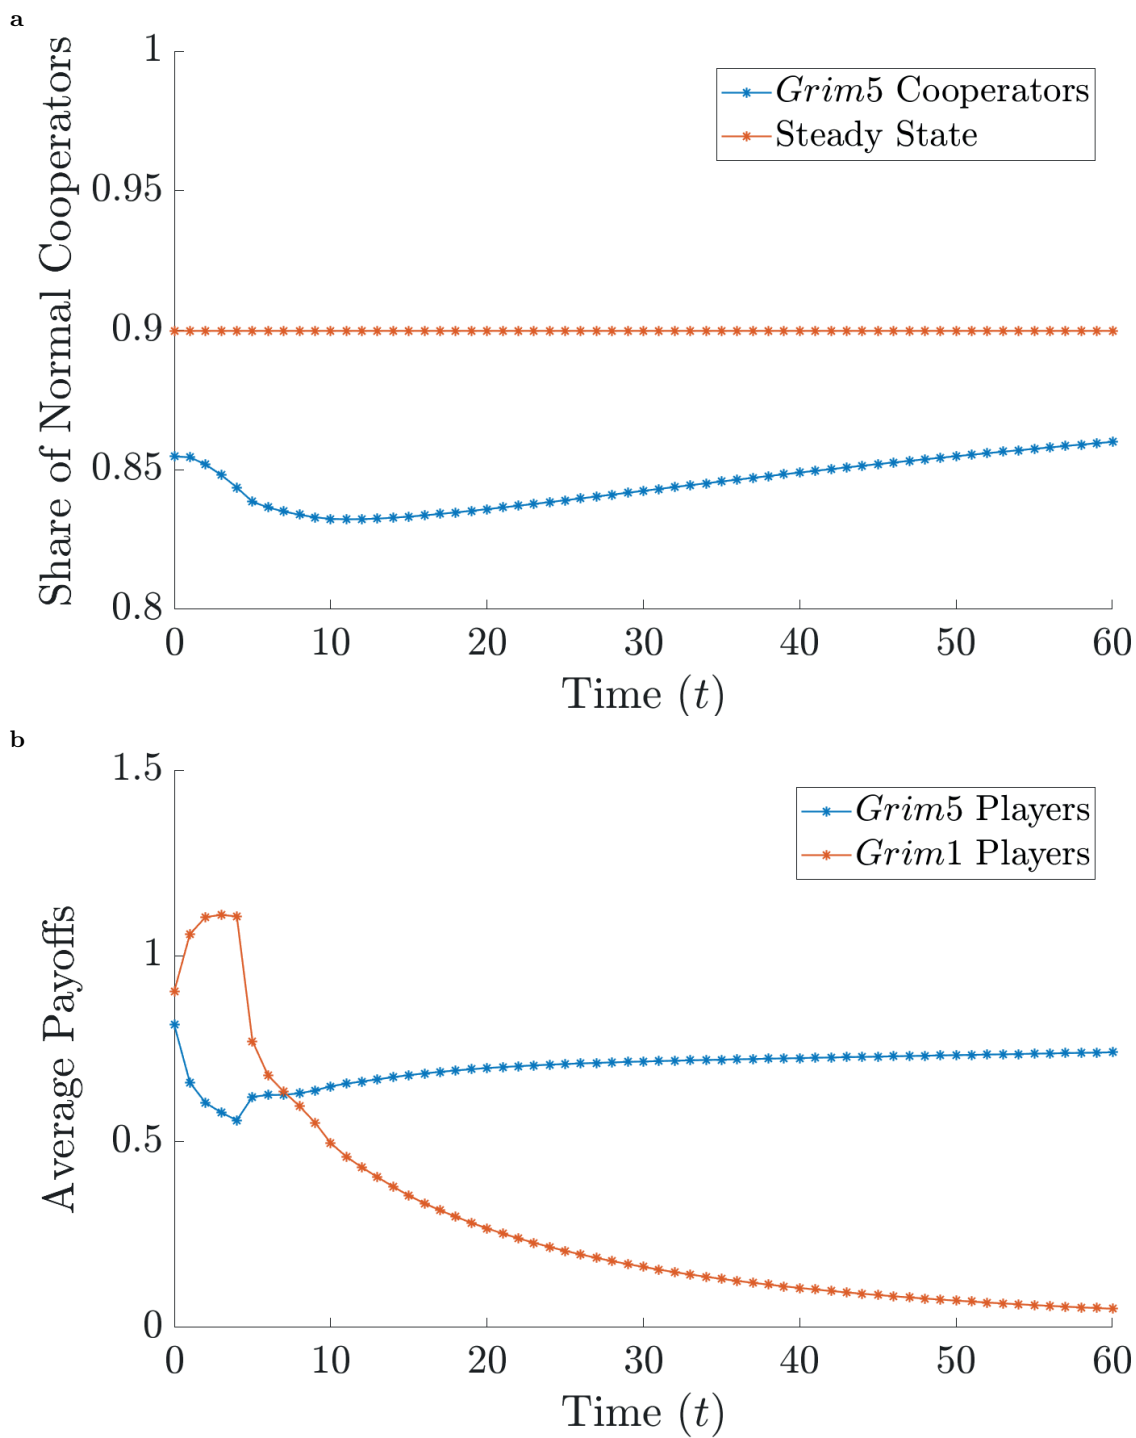 a
Share of Normal Cooperators
1
0.95
0.9
0.85
0.8
Grim5 Cooperators
Steady State
0 10 20 30 40 50 60
Time (t)
b
Average Payoffs
1.5
1
0.5
0
Grim5 Players
Grim1 Players
0 10 20 30 40 50 60
Time (t)